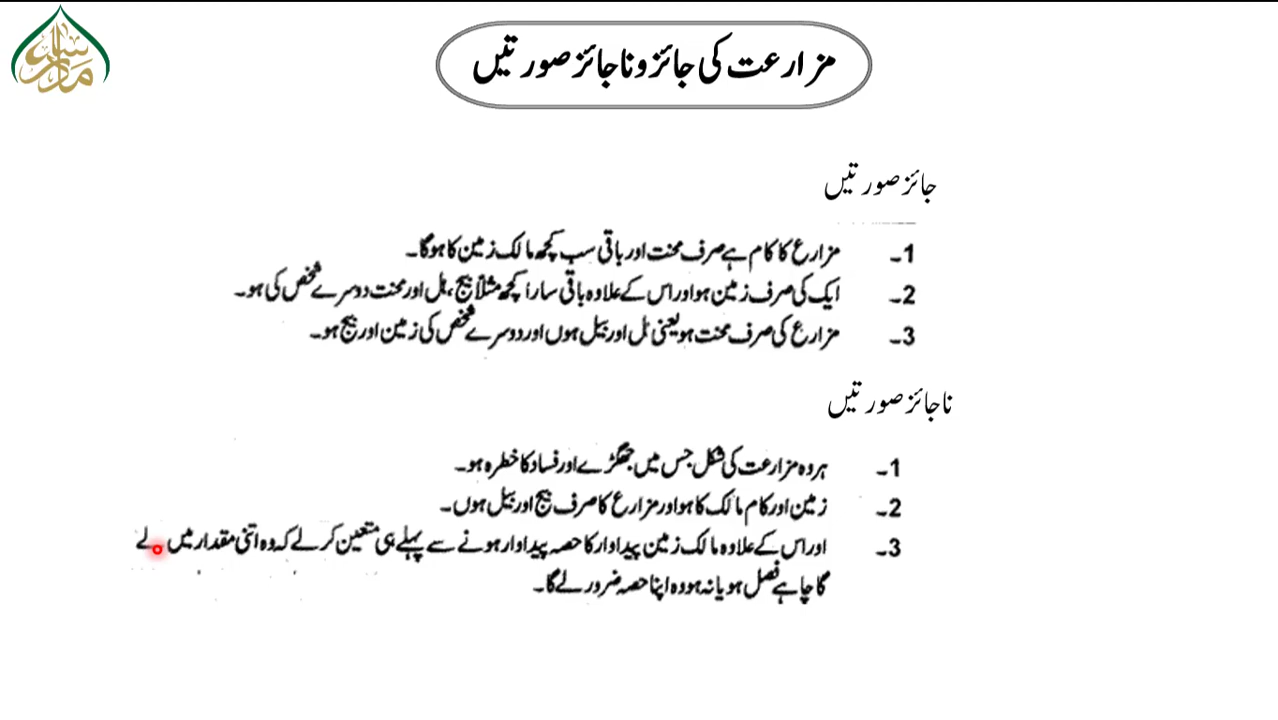 مزارعت کی جائز و ناجائز صورتیں
جائز صورتیں
1۔ مزارع کا کام ہے صرف محنت اور باقی سب کچھ مالک زمین کا ہوگا۔
2۔ ایک کی صرف زمین ہو اور اس کے علاوہ باقی سارا کچھ مثلاً بیج، ہل اور محنت دوسرے شخص کی ہو۔
3۔ مزارع کی صرف محنت ہو یعنی ہل اور بیل ہوں اور دوسرے شخص کی زمین اور بیج ہو۔
ناجائز صورتیں
1۔ ہر وہ مزارعت کی شکل جس میں جھگڑے اور فساد کا خطرہ ہو۔
2۔ زمین اور کام مالک کا ہو اور مزارع کا صرف بیج اور بیل ہوں۔
3۔ اور اس کے علاوہ مالک زمین پیداوار کا حصہ پیداوار ہونے سے پہلے ہی متعین کر لے کہ وہ اتنی مقدار میں لے
گا چاہے فصل ہو یا نہ ہو وہ اپنا حصہ ضرور لے گا۔